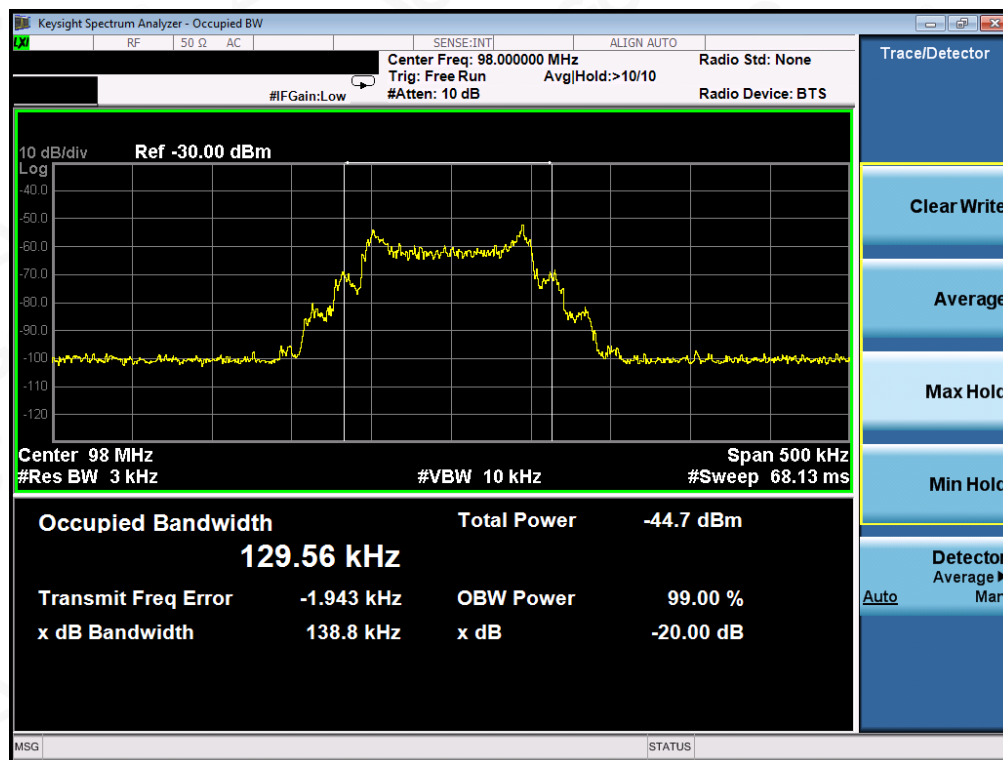 Keysight Spectrum Analyzer - Occupied BW
LXI RF 50 Ω AC SENSE:INT ALIGN AUTO
Center Freq: 98.000000 MHz Radio Std: None
Trig: Free Run Avg|Hold:>10/10
#IFGain:Low #Atten: 10 dB Radio Device: BTS
10 dB/div Ref -30.00 dBm
Log
-40.0
-50.0
-60.0
-70.0
-80.0
-90.0
-100
-110
-120
Center 98 MHz Span 500 kHz
#Res BW 3 kHz #VBW 10 kHz #Sweep 68.13 ms
Occupied Bandwidth Total Power -44.7 dBm
129.56 kHz
Transmit Freq Error -1.943 kHz OBW Power 99.00 %
x dB Bandwidth 138.8 kHz x dB -20.00 dB
MSG STATUS
Trace/Detector
Clear Write
Average
Max Hold
Min Hold
Detector
Average
Auto Man